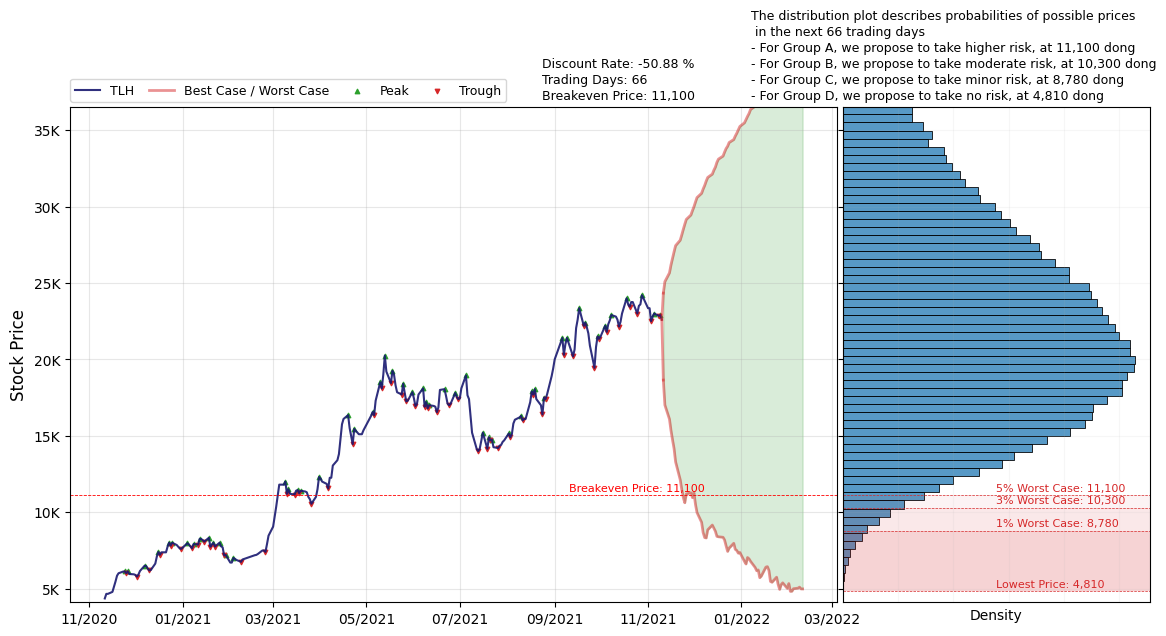 The distribution plot describes probabilities of possible prices
in the next 66 trading days
- For Group A, we propose to take higher risk, at 11,100 dong
- For Group B, we propose to take moderate risk, at 10,300 dong
- For Group C, we propose to take minor risk, at 8,780 dong
- For Group D, we propose to take no risk, at 4,810 dong
Discount Rate: -50.88 %
Trading Days: 66
Breakeven Price: 11,100
TLH
Best Case / Worst Case
Peak
Trough
Stock Price
35K
30K
25K
20K
15K
10K
5K
Breakeven Price: 11,100
11/2020
01/2021
03/2021
05/2021
07/2021
09/2021
11/2021
01/2022
03/2022
5% Worst Case: 11,100
3% Worst Case: 10,300
1% Worst Case: 8,780
Lowest Price: 4,810
Density